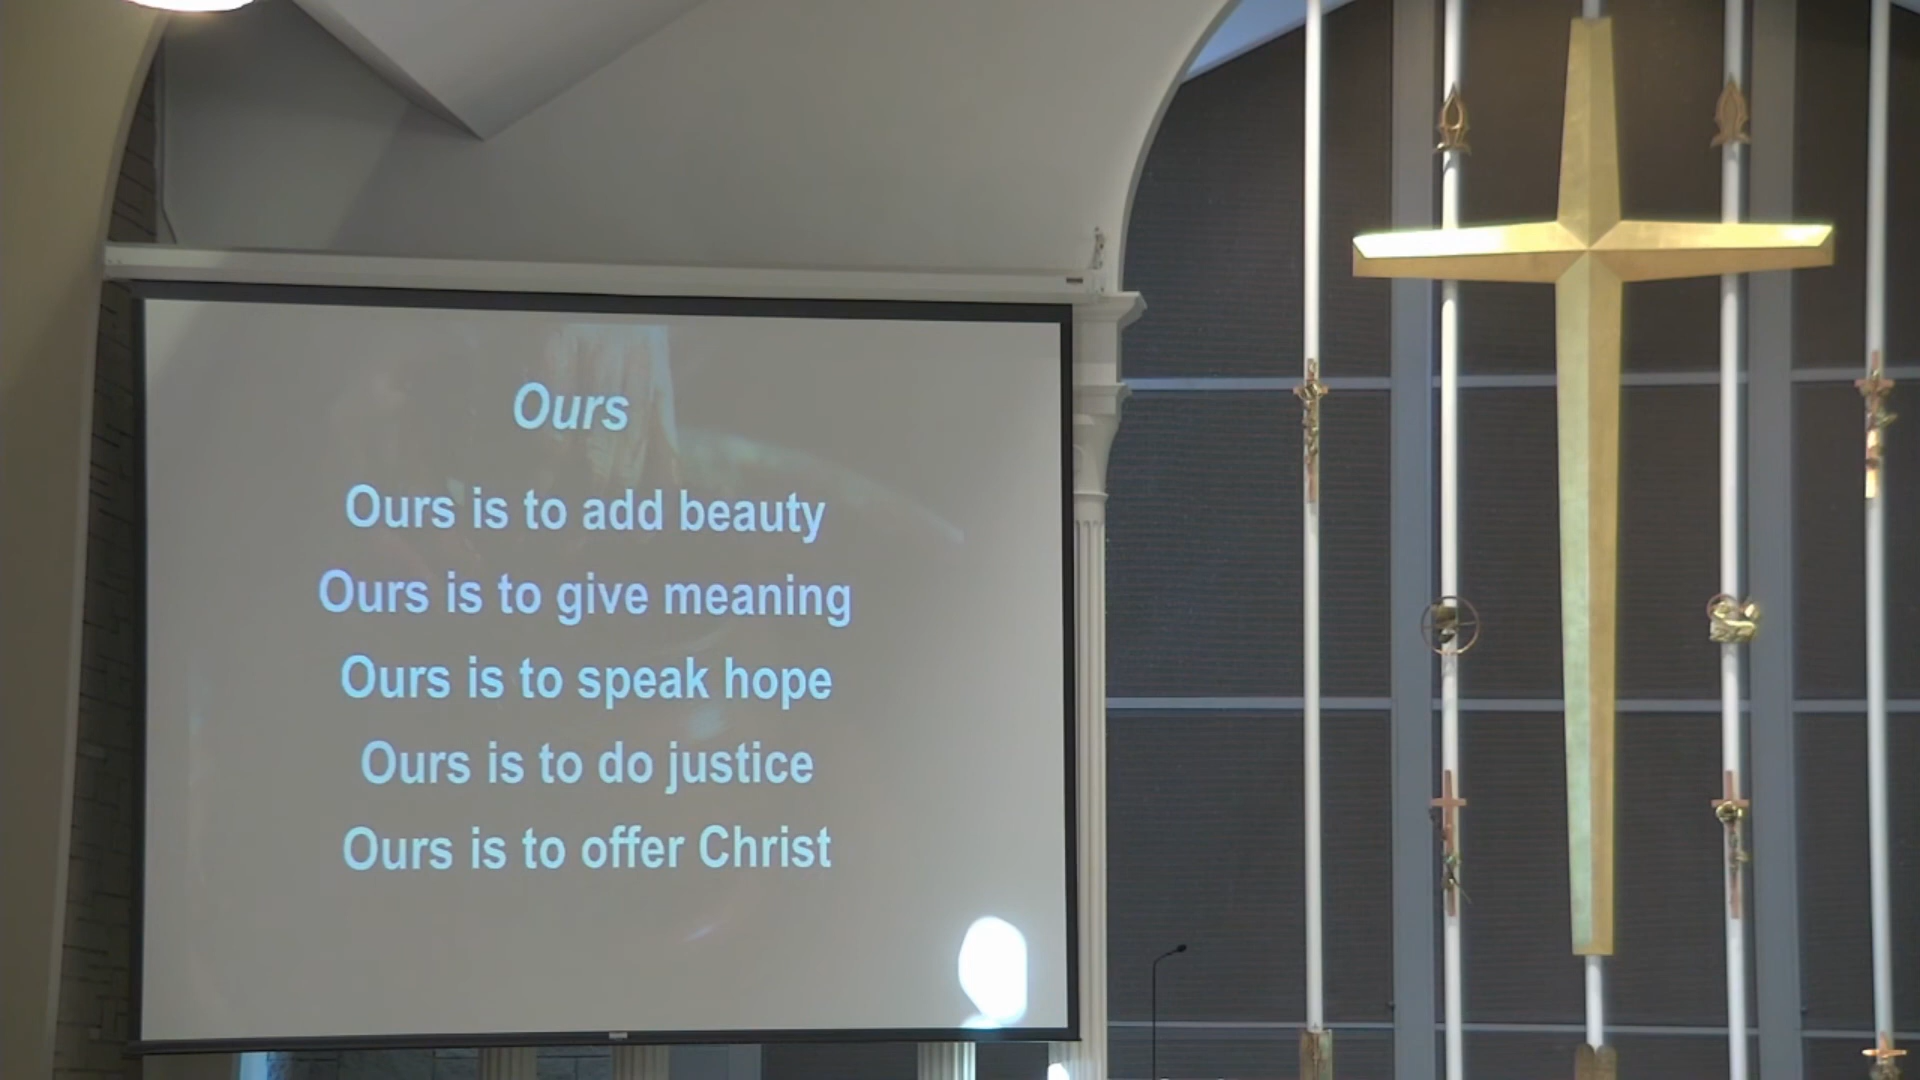 Ours
Ours is to add beauty
Ours is to give meaning
Ours is to speak hope
Ours is to do justice
Ours is to offer Christ